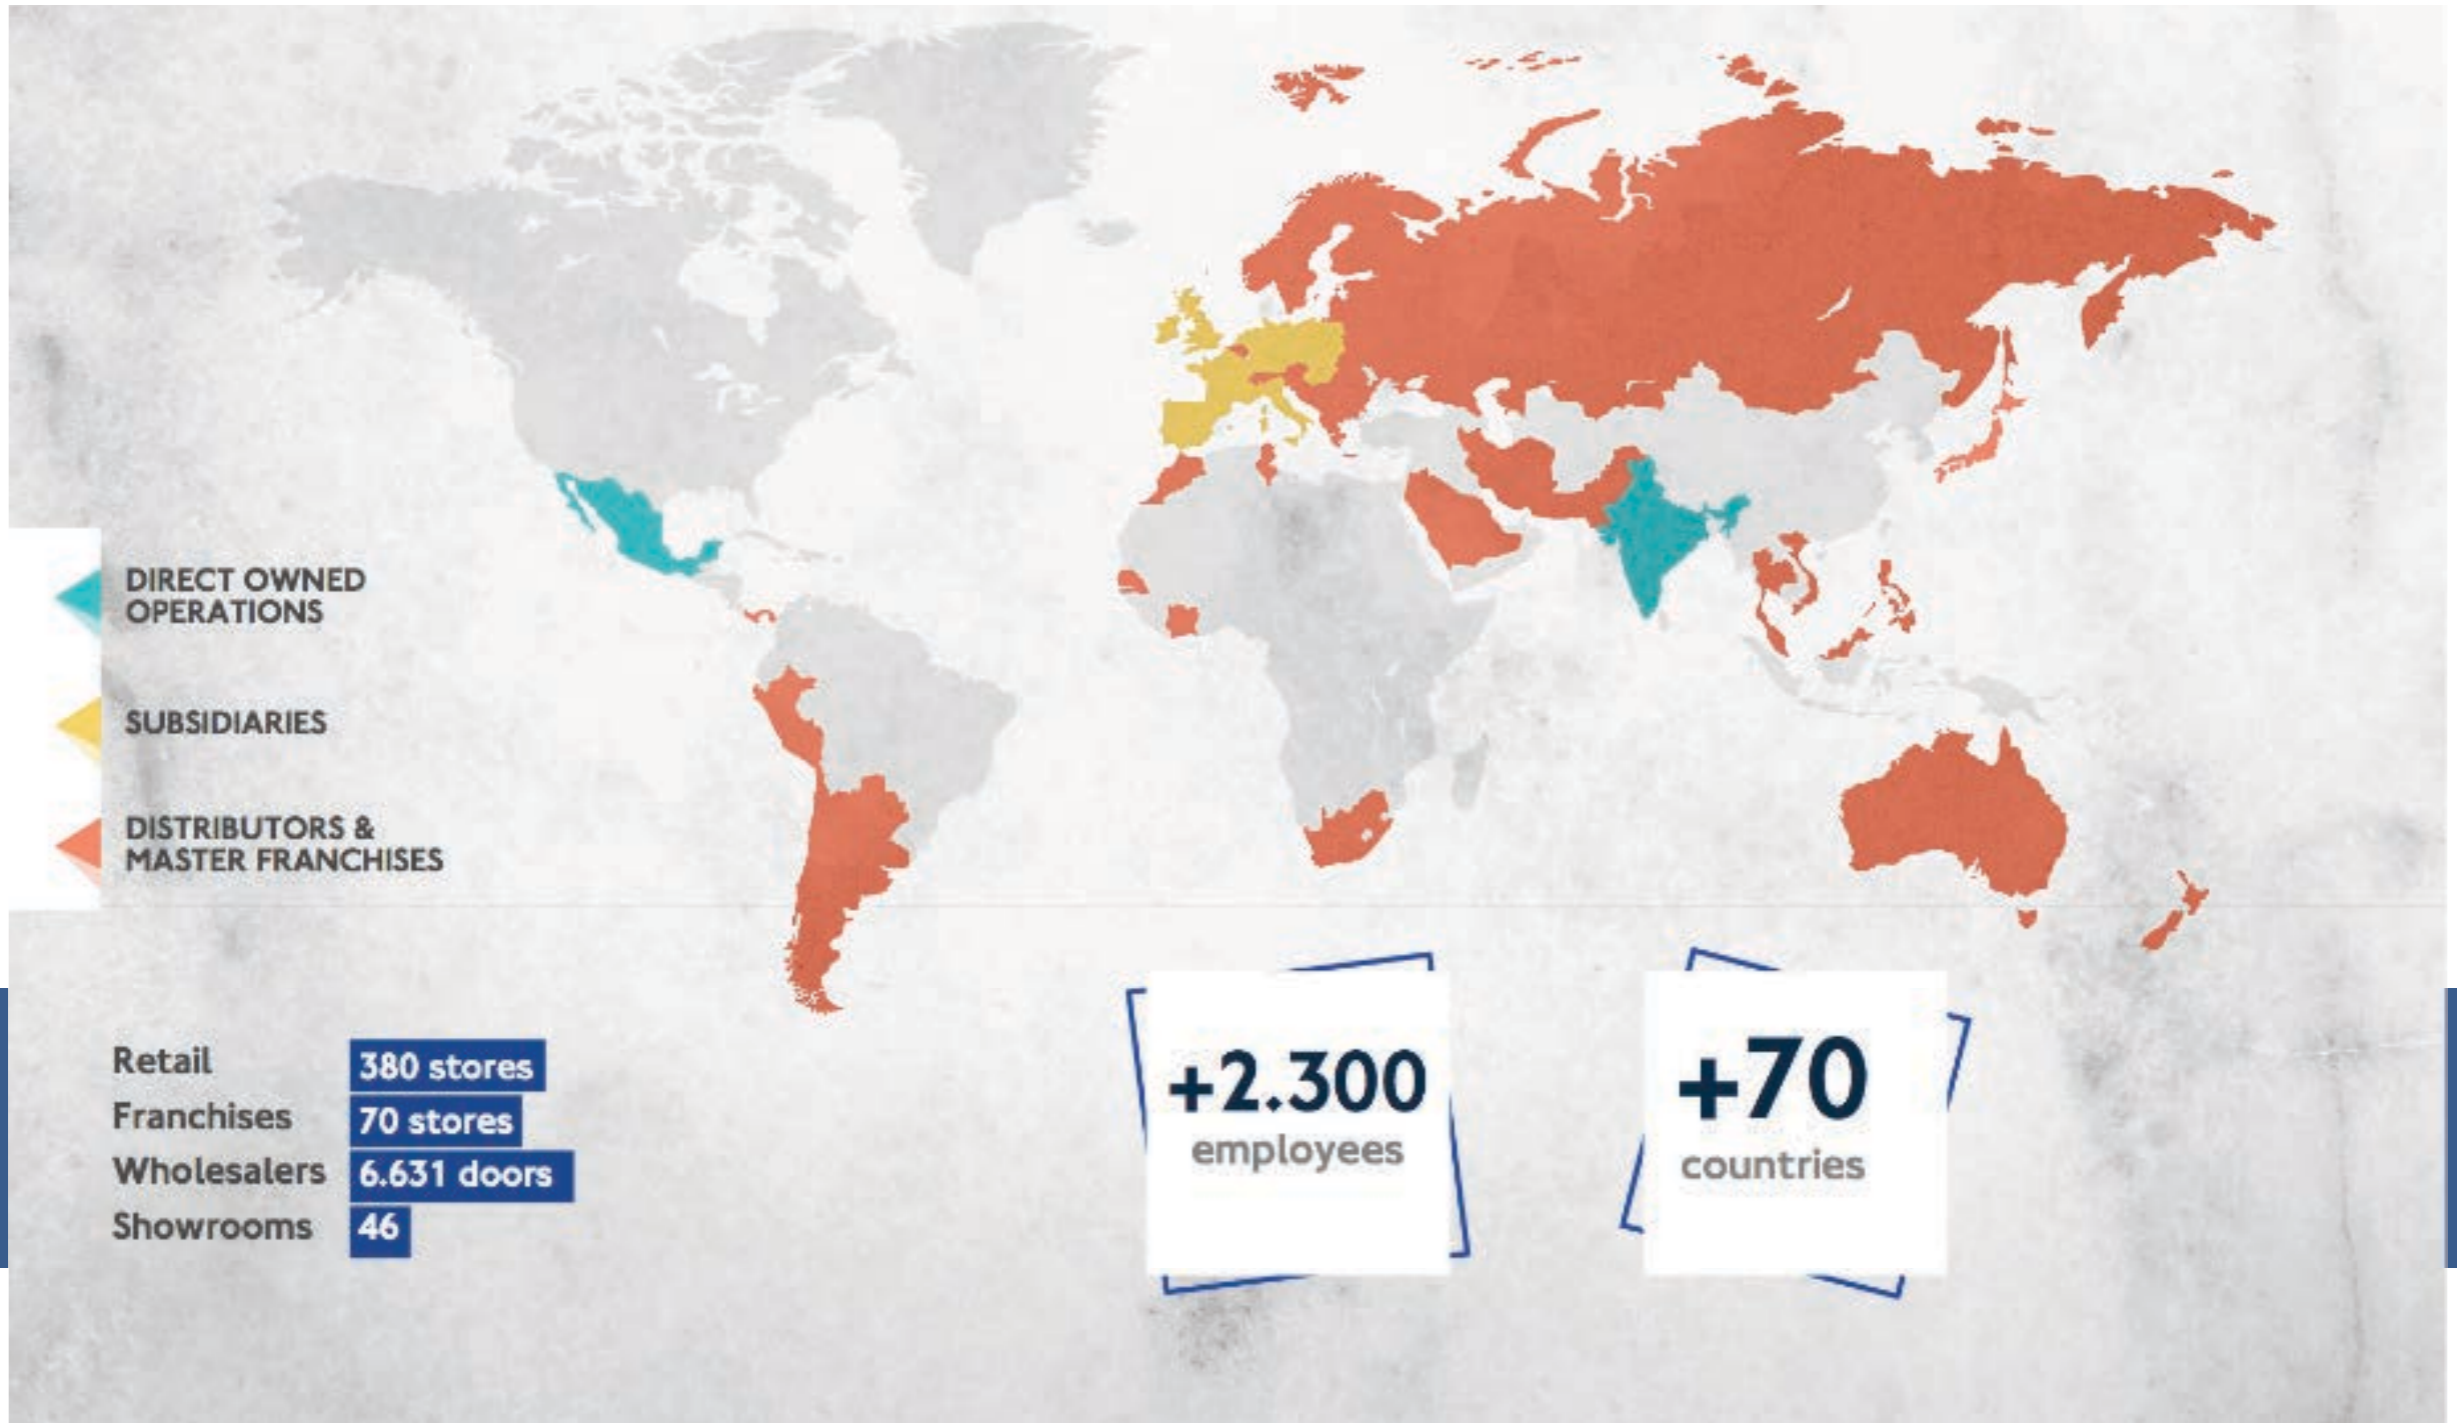 DIRECT OWNED
OPERATIONS
SUBSIDIARIES
DISTRIBUTORS &
MASTER FRANCHISES
Retail 380 stores
Franchises 70 stores
Wholesalers 6.631 doors
Showrooms 46
+2.300
employees
+70
countries